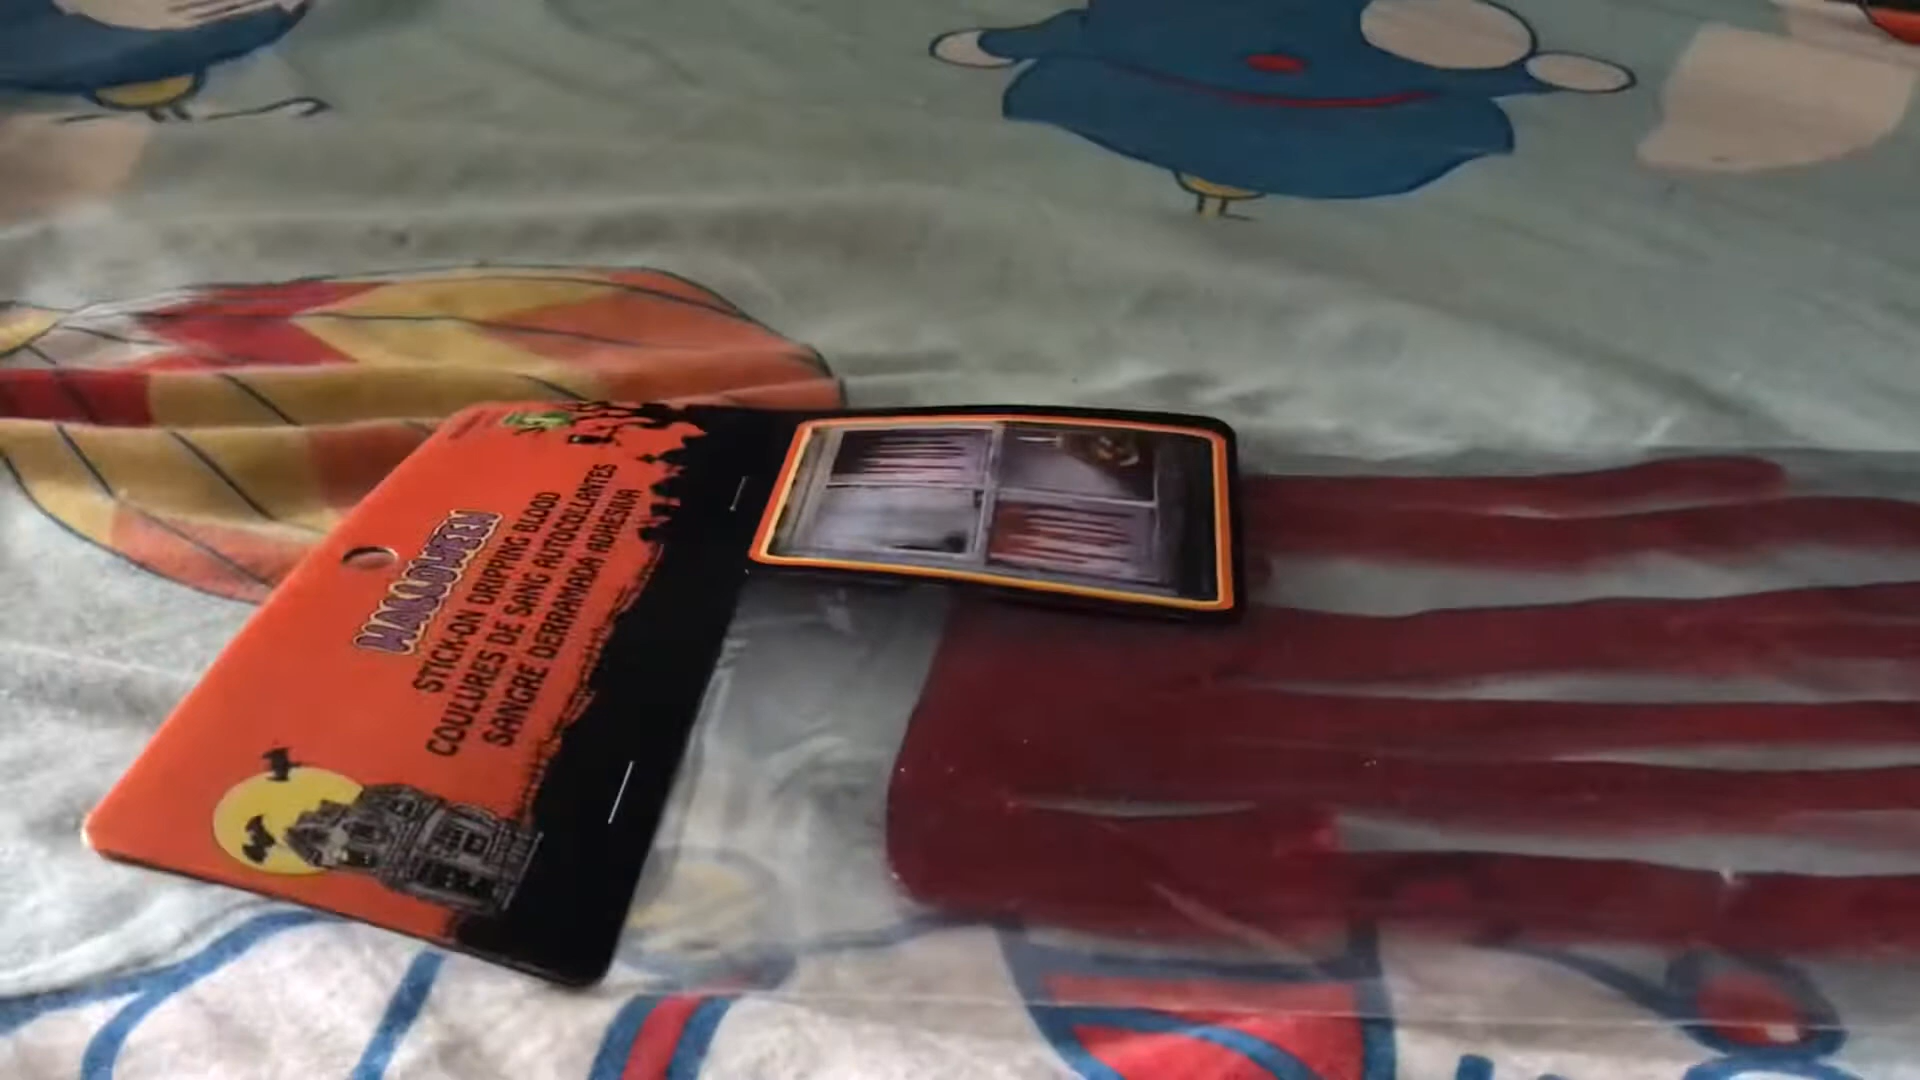 HALLOWEEN
STICK-ON DRIPPING BLOOD
COULURES DE SANG AUTOCOLLANTES
SANGRE DERRAMADA ADHESIVA